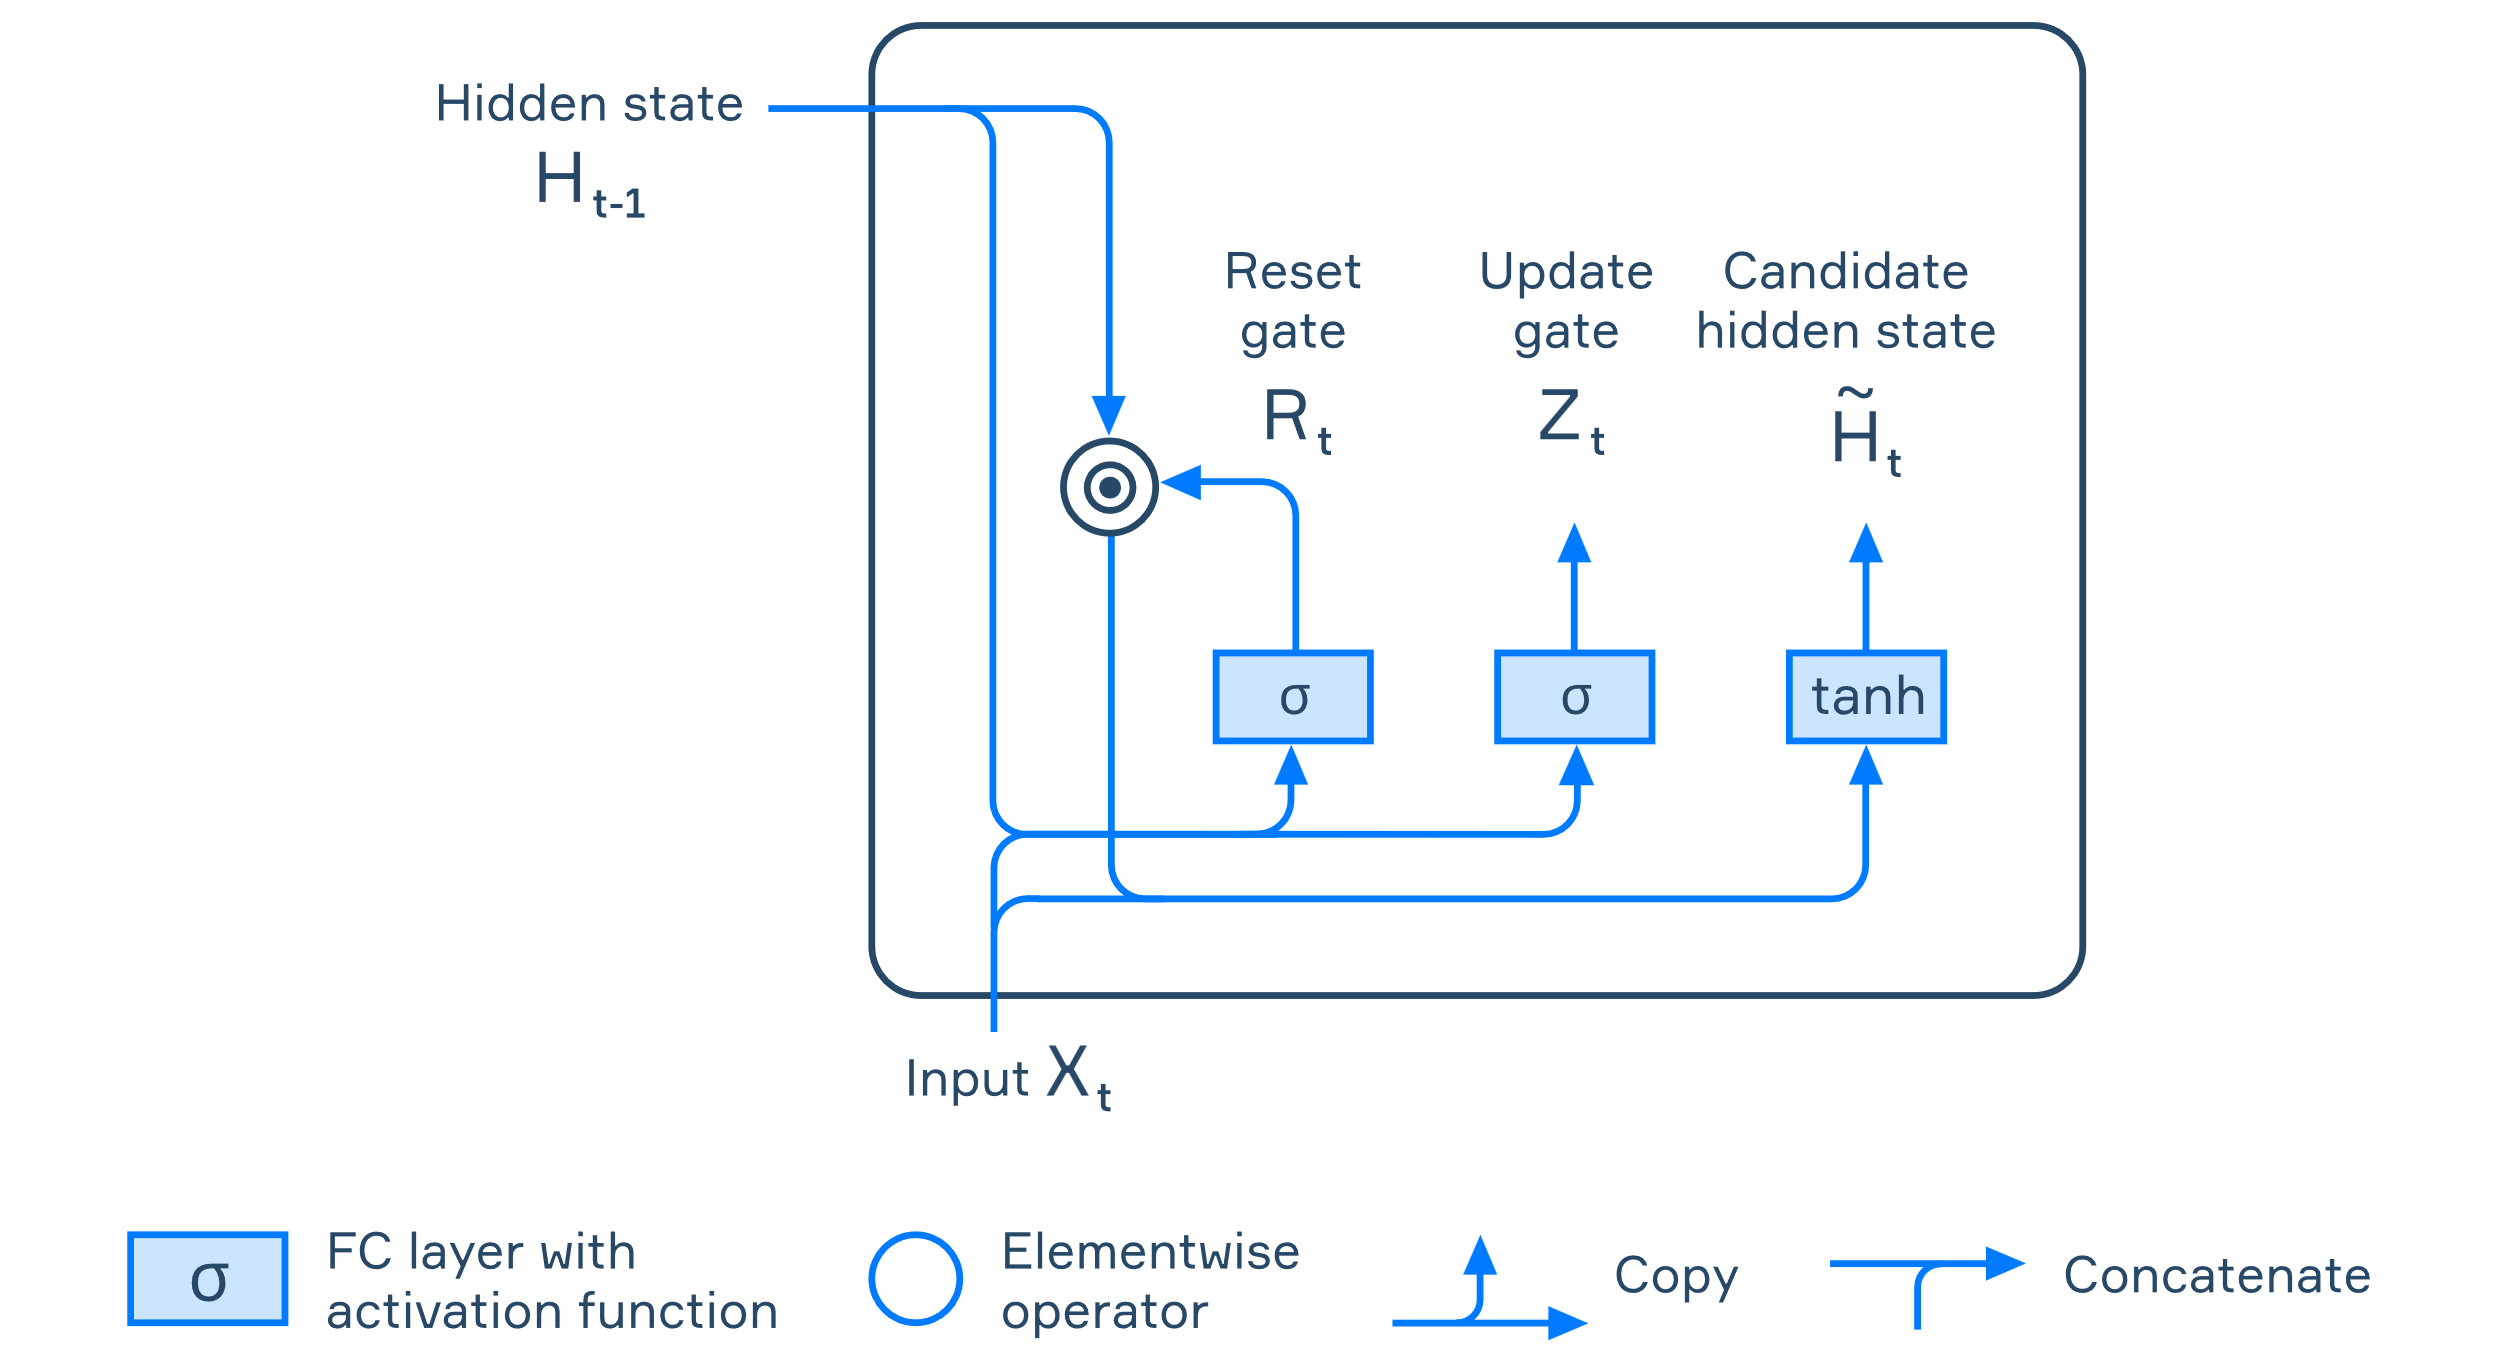 Hidden state
H t-1
Reset gate
R t
Update gate
Z t
Candidate hidden state
H̃ t
σ
σ
tanh
Input X t
σ
FC layer with
activation function
Elementwise
operator
Copy
Concatenate